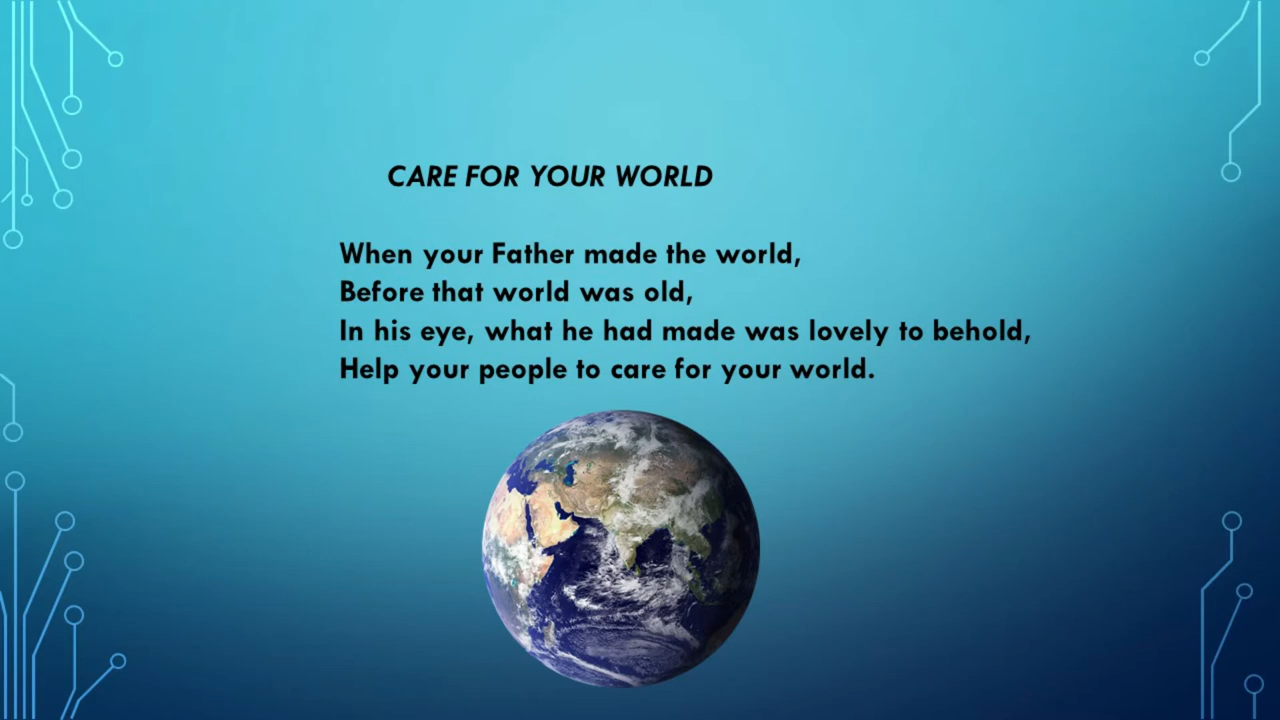 CARE FOR YOUR WORLD
When your Father made the world,
Before that world was old,
In his eye, what he had made was lovely to behold,
Help your people to care for your world.